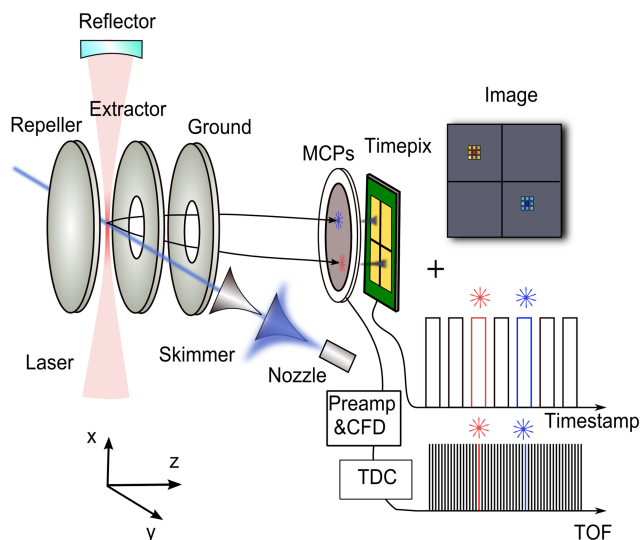 Reflector
Extractor
Repeller
Ground
MCPs
Timepix
Image
+
Laser
Skimmer
Nozzle
Preamp
&CFD
TDC
Timestamp
TOF
x
z
y